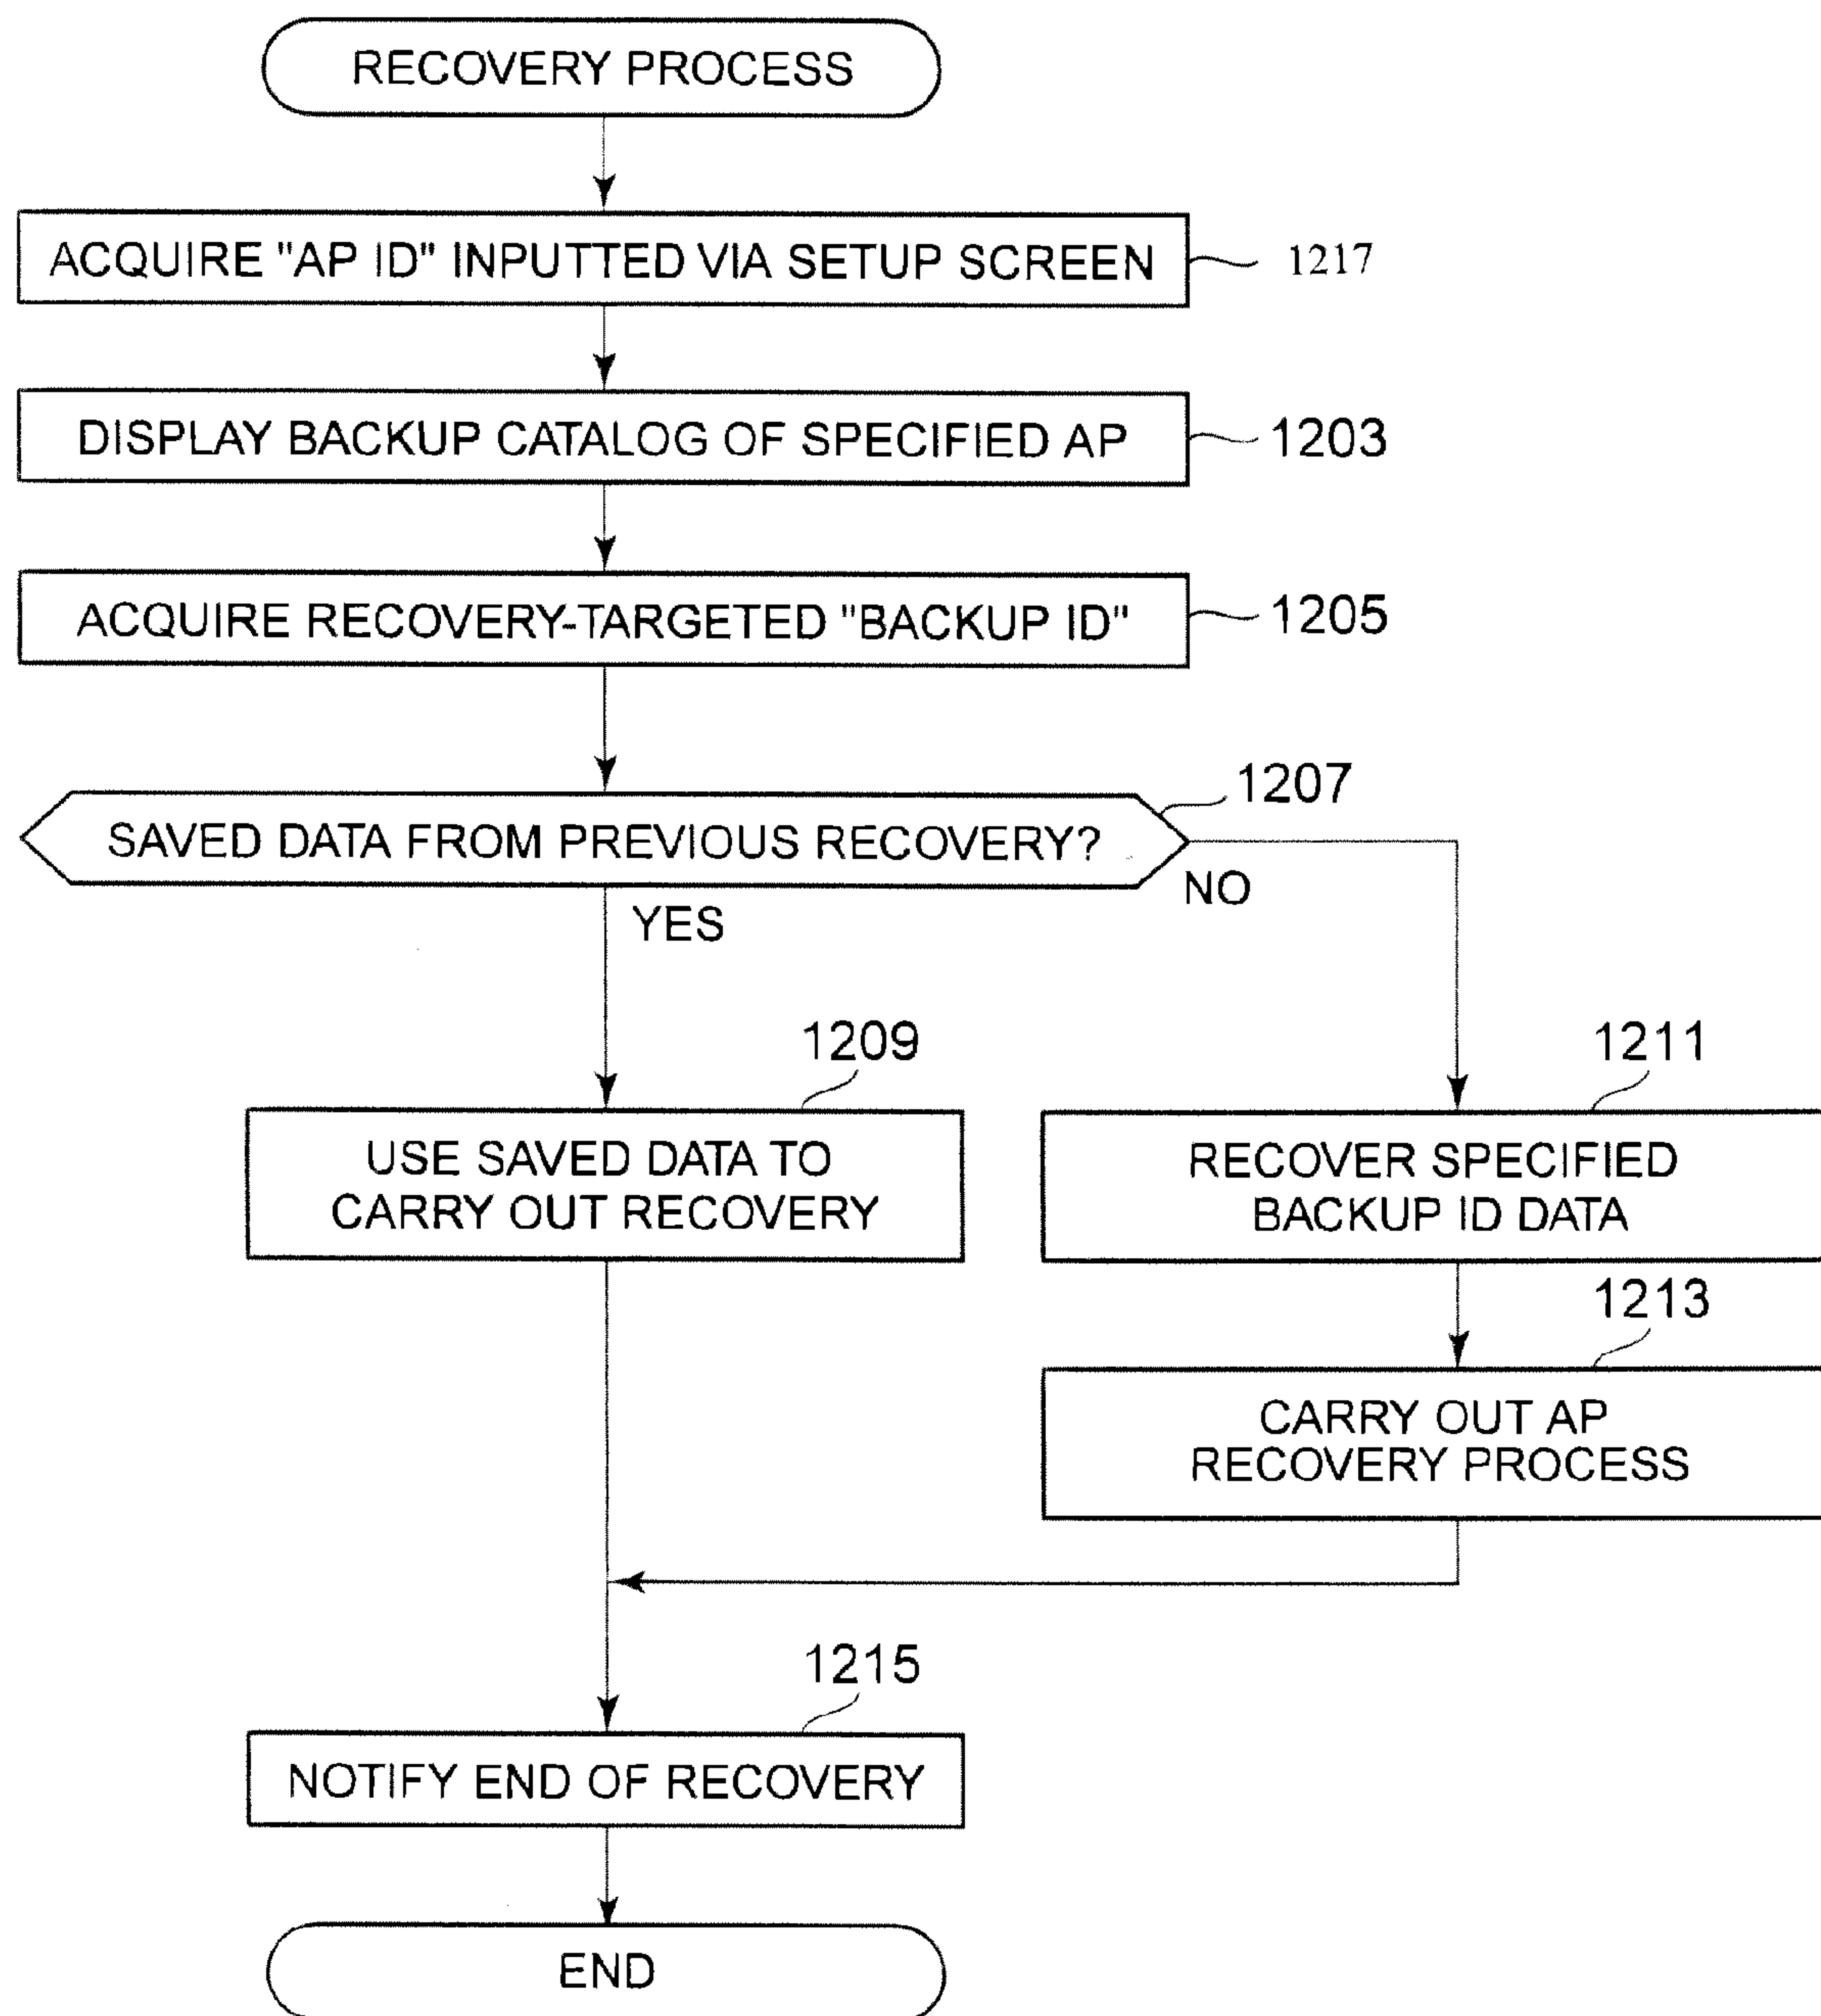 RECOVERY PROCESS
ACQUIRE "AP ID" INPUTTED VIA SETUP SCREEN
1217
DISPLAY BACKUP CATALOG OF SPECIFIED AP
1203
ACQUIRE RECOVERY-TARGETED "BACKUP ID"
1205
1207
SAVED DATA FROM PREVIOUS RECOVERY?
NO
YES
1209
1211
USE SAVED DATA TO
CARRY OUT RECOVERY
RECOVER SPECIFIED
BACKUP ID DATA
1213
CARRY OUT AP
RECOVERY PROCESS
1215
NOTIFY END OF RECOVERY
END